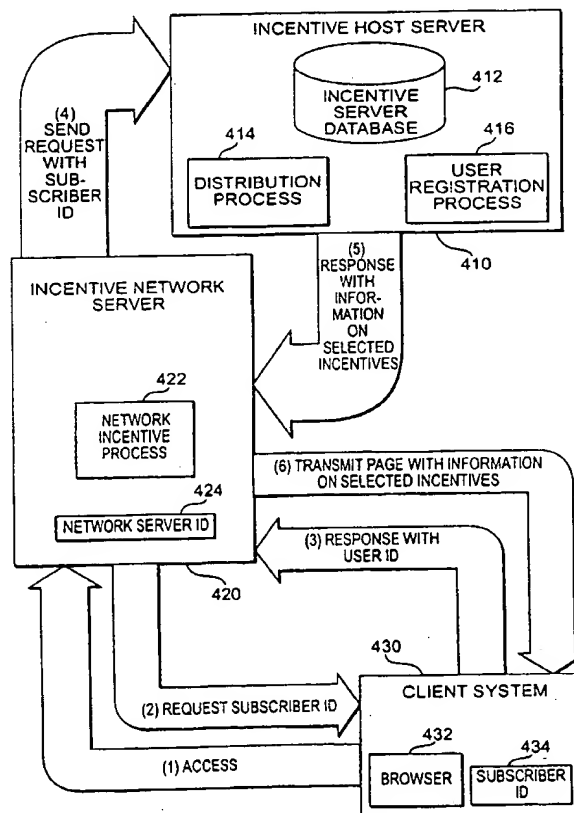 INCENTIVE HOST SERVER
412
INCENTIVE
SERVER
DATABASE
414
416
DISTRIBUTION
PROCESS
USER
REGISTRATION
PROCESS
410
(4)
SEND
REQUEST
WITH
SUB-
SCRIBER
ID
(5)
RESPONSE
WITH
INFOR-
MATION
ON
SELECTED
INCENTIVES
INCENTIVE NETWORK
SERVER
422
NETWORK
INCENTIVE
PROCESS
424
NETWORK SERVER ID
420
(6) TRANSMIT PAGE WITH INFORMATION
ON SELECTED INCENTIVES
(3) RESPONSE WITH
USER ID
430
CLIENT SYSTEM
(2) REQUEST SUBSCRIBER ID
(1) ACCESS
432
434
BROWSER
SUBSCRIBER
ID